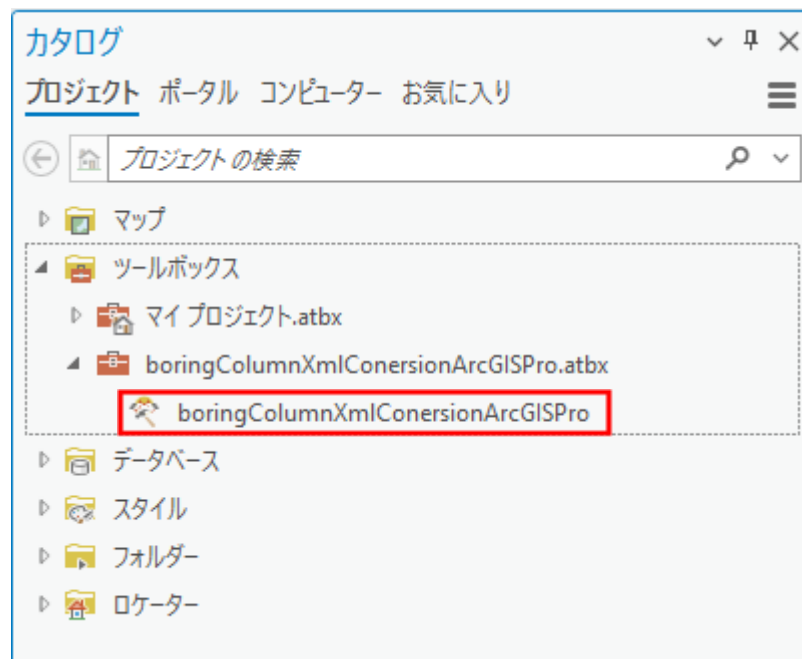 カタログ
プロジェクト ポータル コンピューター お気に入り
プロジェクトの検索
マップ
ツールボックス
マイ プロジェクト.atbx
boringColumnXmlConersionArcGISPro.atbx
boringColumnXmlConersionArcGISPro
データベース
スタイル
フォルダー
ロケーター